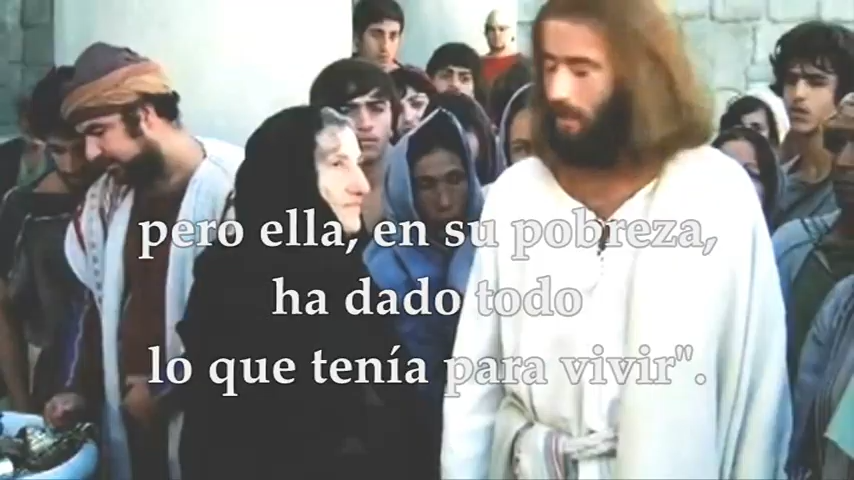 pero ella, en su pobreza,
ha dado todo
lo que tenía para vivir".